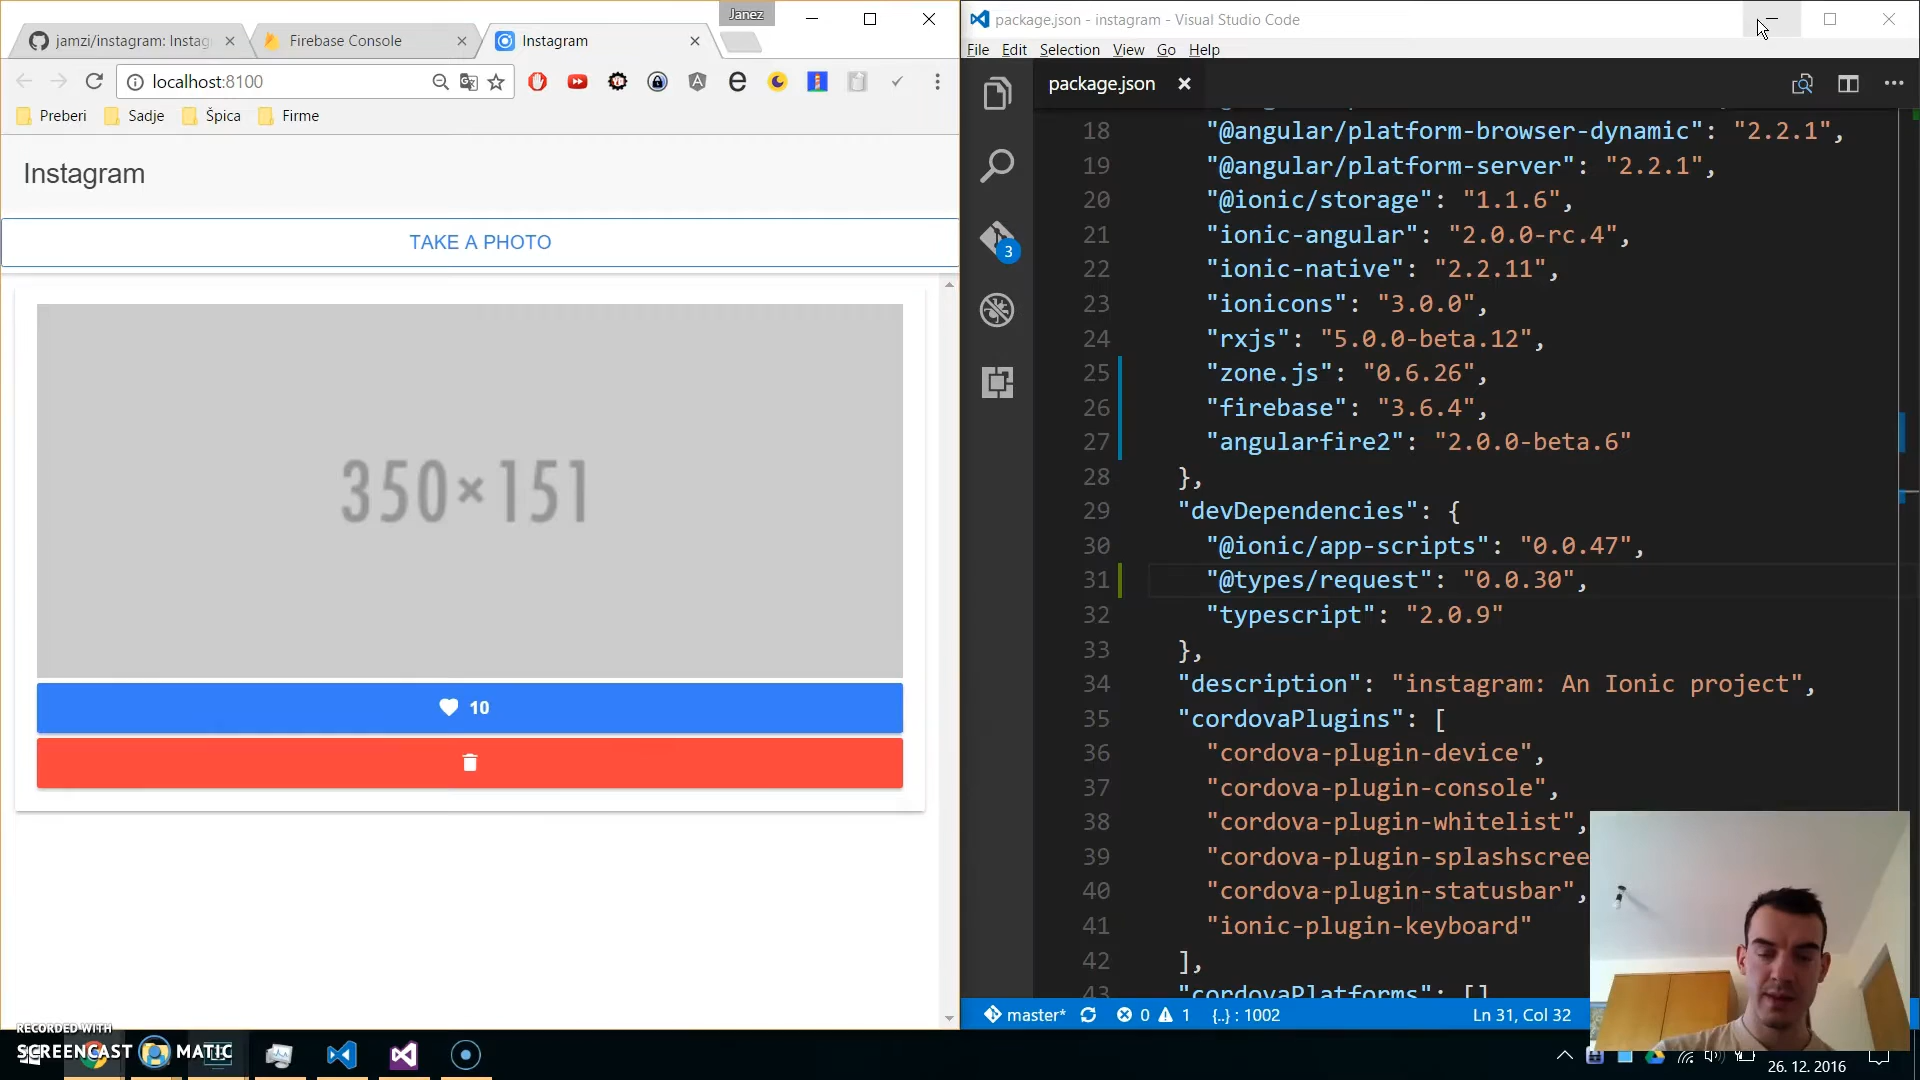 Janez
jamzi/instagram: Instag
Firebase Console
Instagram
localhost:8100
Preberi
Sadje
Špica
Firme
Instagram
TAKE A PHOTO
350×151
10
package.json - instagram - Visual Studio Code
File Edit Selection View Go Help
package.json
18 "@angular/platform-browser-dynamic": "2.2.1",
19 "@angular/platform-server": "2.2.1",
20 "@ionic/storage": "1.1.6",
21 "ionic-angular": "2.0.0-rc.4",
22 "ionic-native": "2.2.11",
23 "ionicons": "3.0.0",
24 "rxjs": "5.0.0-beta.12",
25 "zone.js": "0.6.26",
26 "firebase": "3.6.4",
27 "angularfire2": "2.0.0-beta.6"
28 },
29 "devDependencies": {
30 "@ionic/app-scripts": "0.0.47",
31 "@types/request": "0.0.30",
32 "typescript": "2.0.9"
33 },
34 "description": "instagram: An Ionic project",
35 "cordovaPlugins": [
36 "cordova-plugin-device",
37 "cordova-plugin-console",
38 "cordova-plugin-whitelist",
39 "cordova-plugin-splashscree
40 "cordova-plugin-statusbar",
41 "ionic-plugin-keyboard"
42 ],
43 "cordovaPlatforms": []
3
master* 0 1 {..} : 1002 Ln 31, Col 32
RECORDED WITH
SCREENCAST MATIC
26. 12. 2016